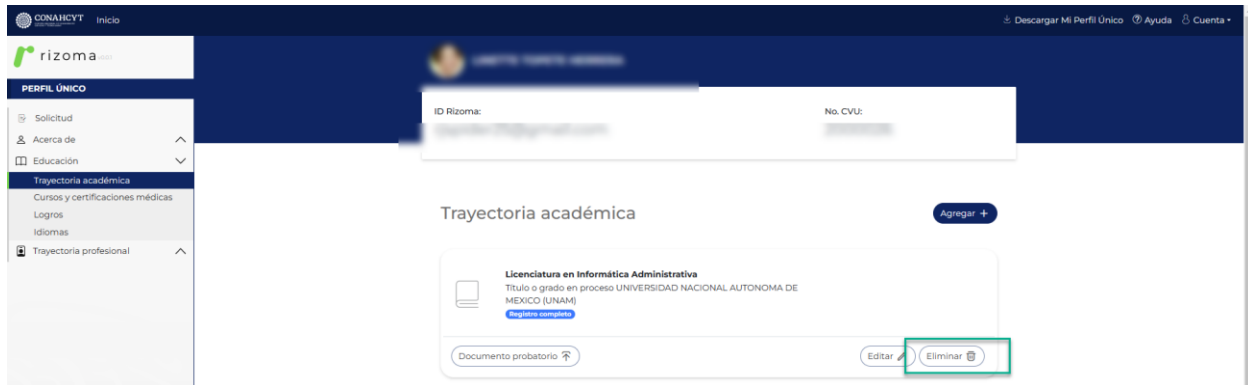 CONAHCYT Inicio
Descargar Mi Perfil Único Ayuda Cuenta
rizoma
PERFIL ÚNICO
Solicitud
Acerca de
Educación
Trayectoria académica
Cursos y certificaciones médicas
Logros
Idiomas
Trayectoria profesional
ID Rizoma: No. CVU:
Trayectoria académica
Agregar +
Licenciatura en Informática Administrativa
Título o grado en proceso UNIVERSIDAD NACIONAL AUTONOMA DE
MEXICO (UNAM)
Registro completo
Documento probatorio
Editar
Eliminar